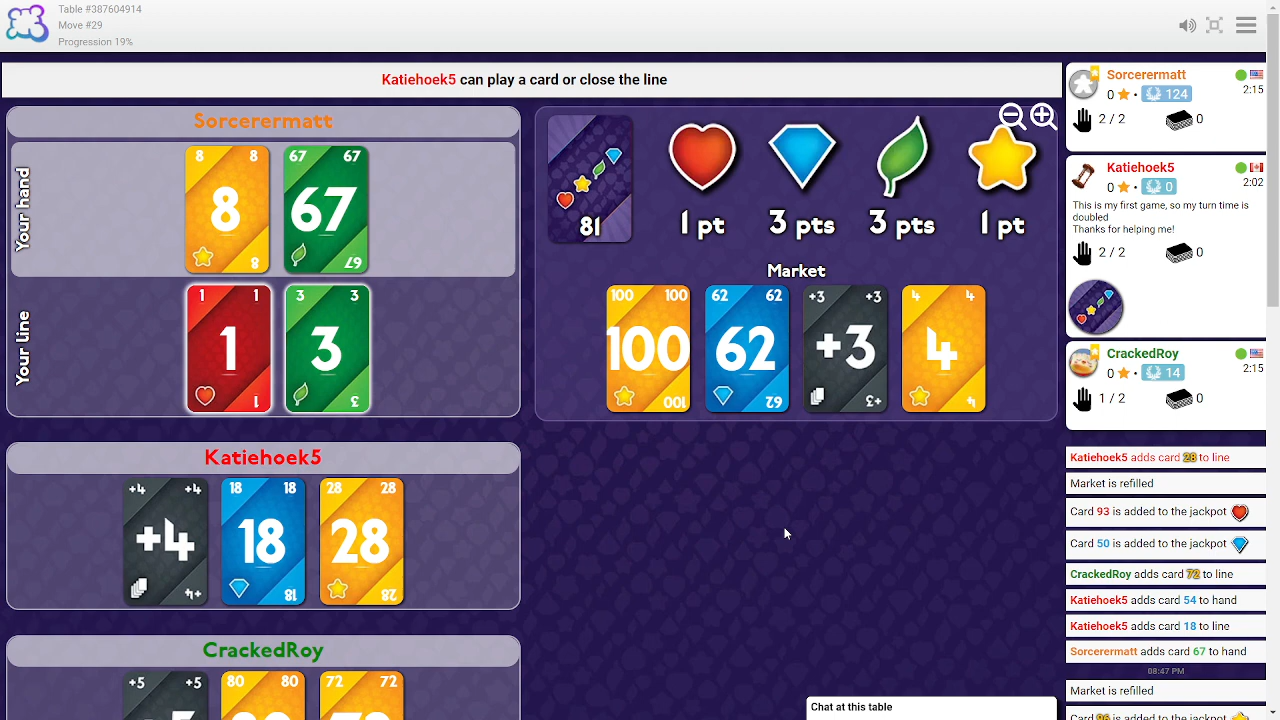 Table #387604914
Move #29
Progression 19%
Katiehoek5 can play a card or close the line
Sorcerermatt
Your hand
8 8
8
8
67 67
67
67
Your line
1 1
1
1
3 3
3
3
81
1 pt
3 pts
3 pts
1 pt
Market
100 100
100
100
62 62
62
62
+3 +3
+3
+3
4 4
4
4
Katiehoek5
+4 +4
+4
+4
18 18
18
18
28 28
28
28
CrackedRoy
+5 +5
80 80
72 72
Sorcerermatt
2:15
0 • 124
2 / 2 0
Katiehoek5
2:02
0 • 0
This is my first game, so my turn time is
doubled
Thanks for helping me!
2 / 2 0
CrackedRoy
2:15
0 • 14
1 / 2 0
Katiehoek5 adds card 28 to line
Market is refilled
Card 93 is added to the jackpot
Card 50 is added to the jackpot
CrackedRoy adds card 72 to line
Katiehoek5 adds card 54 to hand
Katiehoek5 adds card 18 to line
Sorcerermatt adds card 67 to hand
08:47 PM
Market is refilled
Card 96 is added to the jackpot
Chat at this table